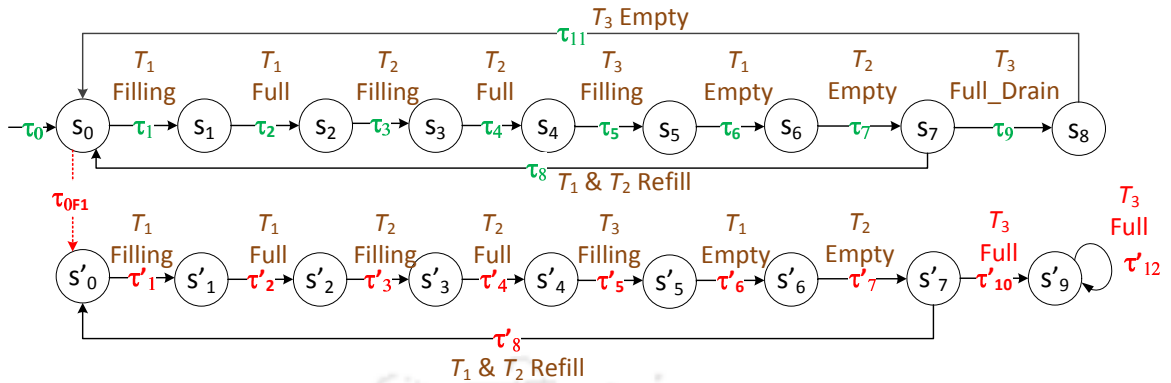 T₃ Empty
τ₁₁
T₁ T₁ T₂ T₂ T₃ T₁ T₂ T₃
Filling Full Filling Full Filling Empty Empty Full_Drain
τ₀ S₀ τ₁ S₁ τ₂ S₂ τ₃ S₃ τ₄ S₄ τ₅ S₅ τ₆ S₆ τ₇ S₇ τ₉ S₈
τ₈
T₁ & T₂ Refill
τ₀F₁
T₁ T₁ T₂ T₂ T₃ T₁ T₂ T₃ T₃
Filling Full Filling Full Filling Empty Empty Full Full
S'₀ τ'₁ S'₁ τ'₂ S'₂ τ'₃ S'₃ τ'₄ S'₄ τ'₅ S'₅ τ'₆ S'₆ τ'₇ S'₇ τ'₁₀ S'₉ τ'₁₂
τ'₈
T₁ & T₂ Refill